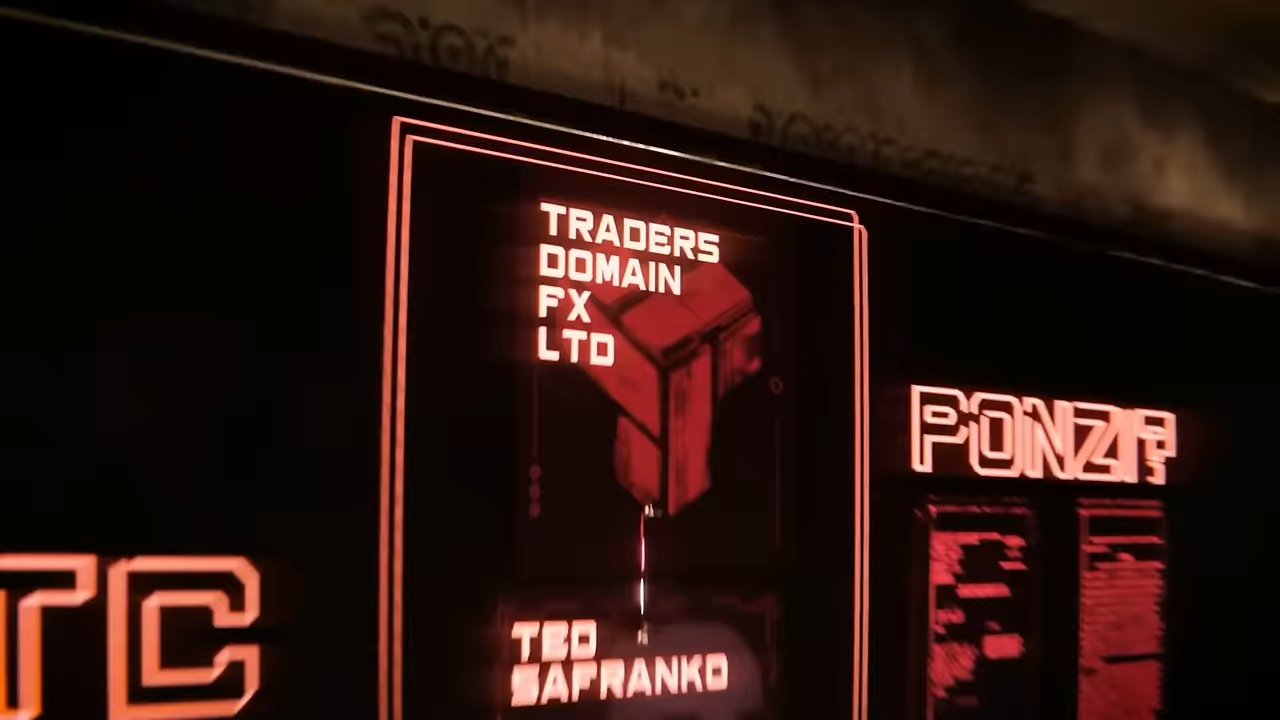 TRADERS
DOMAIN
FX
LTD
PONZI?
TC
TED
SAFRANKO